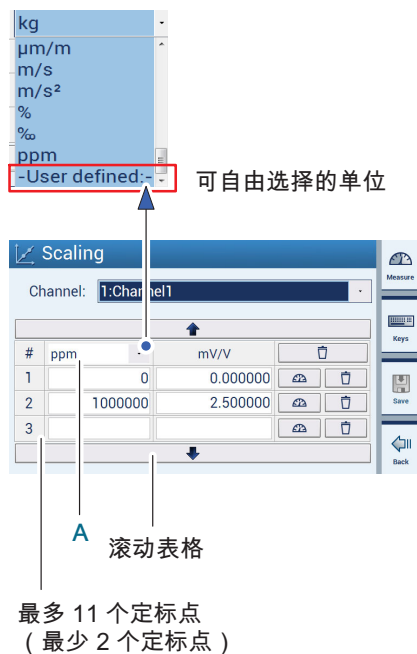 kg
µm/m
m/s
m/s²
%
‰
ppm
-User defined:-
可自由选择的单位
Scaling
Measure
Channel: 1:Channel1
Keys
# ppm mV/V
1 0 0.000000
2 1000000 2.500000
Save
3
Back
A
滚动表格
最多 11 个定标点
（最少 2 个定标点）